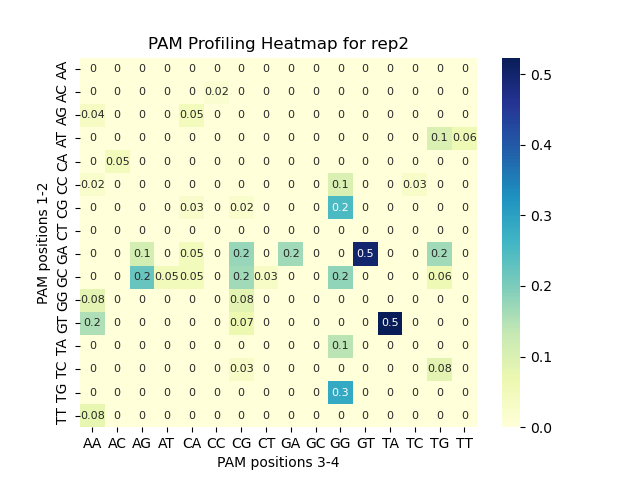 PAM Profiling Heatmap for rep2
PAM positions 1-2
AA 0 0 0 0 0 0 0 0 0 0 0 0 0 0 0 0
AC 0 0 0 0 0 0.02 0 0 0 0 0 0 0 0 0 0
AG 0.04 0 0 0 0.05 0 0 0 0 0 0 0 0 0 0 0
AT 0 0 0 0 0 0 0 0 0 0 0 0 0 0 0.1 0.06
CA 0 0.05 0 0 0 0 0 0 0 0 0 0 0 0 0 0
CC 0.02 0 0 0 0 0 0 0 0 0 0.1 0 0 0.03 0 0
CG 0 0 0 0 0.03 0 0.02 0 0 0 0.2 0 0 0 0 0
CT 0 0 0 0 0 0 0 0 0 0 0 0 0 0 0 0
GA 0 0 0.1 0 0.05 0 0.2 0 0.2 0 0 0.5 0 0 0.2 0
GC 0 0 0.2 0.05 0.05 0 0.2 0.03 0 0 0.2 0 0 0 0.06 0
GG 0.08 0 0 0 0 0 0.08 0 0 0 0 0 0 0 0 0
GT 0.2 0 0 0 0 0 0.07 0 0 0 0 0 0.5 0 0 0
TA 0 0 0 0 0 0 0 0 0 0 0.1 0 0 0 0 0
TC 0 0 0 0 0 0 0.03 0 0 0 0 0 0 0 0.08 0
TG 0 0 0 0 0 0 0 0 0 0 0.3 0 0 0 0 0
TT 0.08 0 0 0 0 0 0 0 0 0 0 0 0 0 0 0
AA AC AG AT CA CC CG CT GA GC GG GT TA TC TG TT
PAM positions 3-4
0.5
0.4
0.3
0.2
0.1
0.0